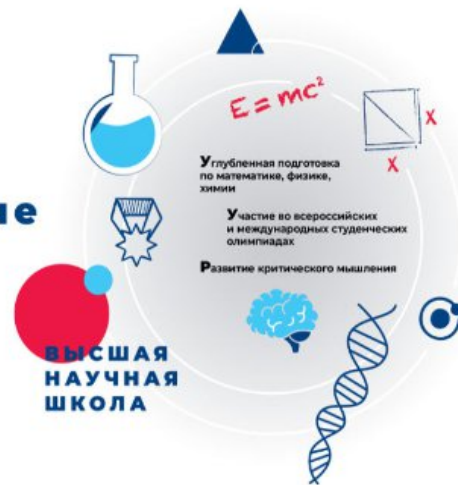 E = mc²
x
x
Углубленная подготовка
по математике, физике,
химии
Участие во всероссийских
и международных студенческих
олимпиадах
Развитие критического мышления
ВЫСШАЯ
НАУЧНАЯ
ШКОЛА